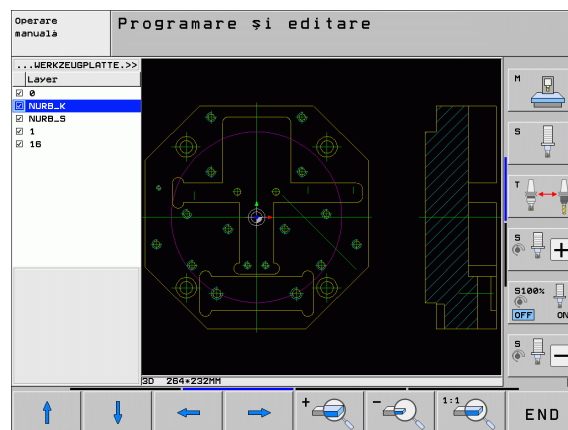 Operare
manuală
Programare și editare
...WERKZEUGPLATTE.>>
Layer
0
NURB_K
NURB_S
1
16
3D 264*232MM
M
S
T
S
S100%
OFF ON
S
+
-
1:1
END